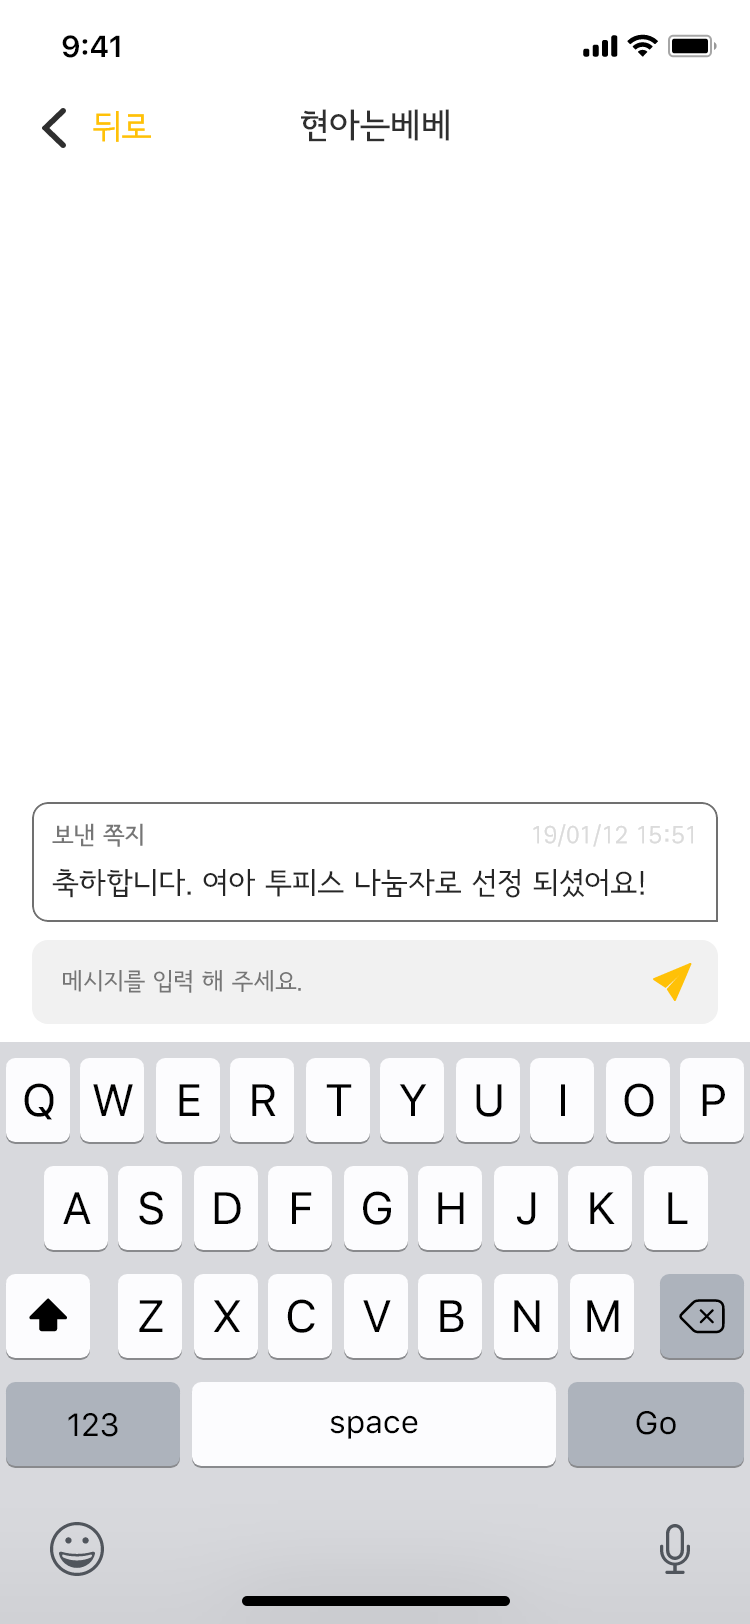 9:41
뒤로 현아는베베
보낸 쪽지 19/01/12 15:51
축하합니다. 여아 투피스 나눔자로 선정 되셨어요!
메시지를 입력 해 주세요.
Q W E R T Y U I O P
A S D F G H J K L
Z X C V B N M
123 space Go